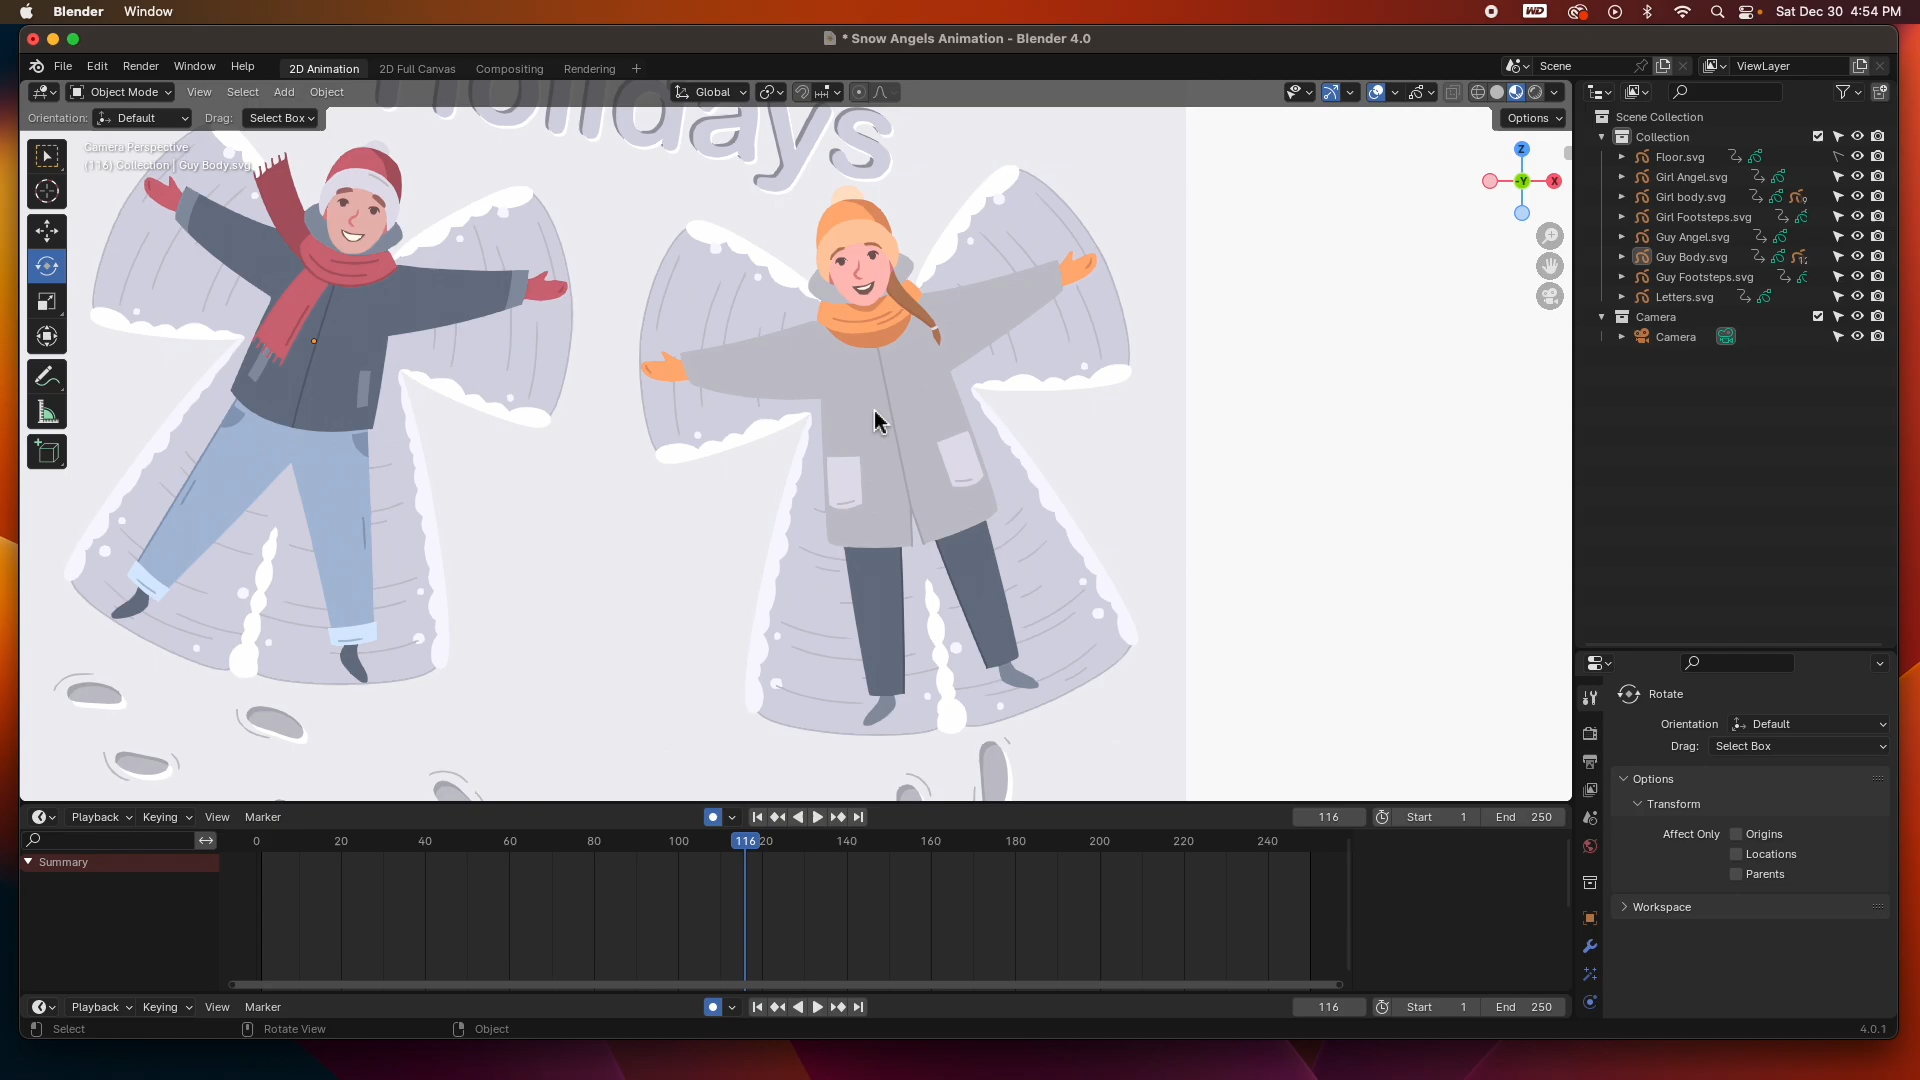 Blender Window
Sat Dec 30 4:54 PM
* Snow Angels Animation - Blender 4.0
File Edit Render Window Help 2D Animation 2D Full Canvas Compositing Rendering + Scene ViewLayer
Object Mode View Select Add Object Global
Orientation: Default Drag: Select Box Options
Camera Perspective
(116) Collection | Guy Body.svg
Holidays
Z
-Y X
Scene Collection
Collection
Floor.svg
Girl Angel.svg
Girl body.svg
Girl Footsteps.svg
Guy Angel.svg
Guy Body.svg
Guy Footsteps.svg
Letters.svg
Camera
Camera
Rotate
Orientation Default
Drag: Select Box
Options
Transform
Affect Only Origins
Locations
Parents
Workspace
Playback Keying View Marker 116 Start 1 End 250
0 20 40 60 80 100 116 20 140 160 180 200 220 240
Summary
Playback Keying View Marker 116 Start 1 End 250
Select Rotate View Object 4.0.1